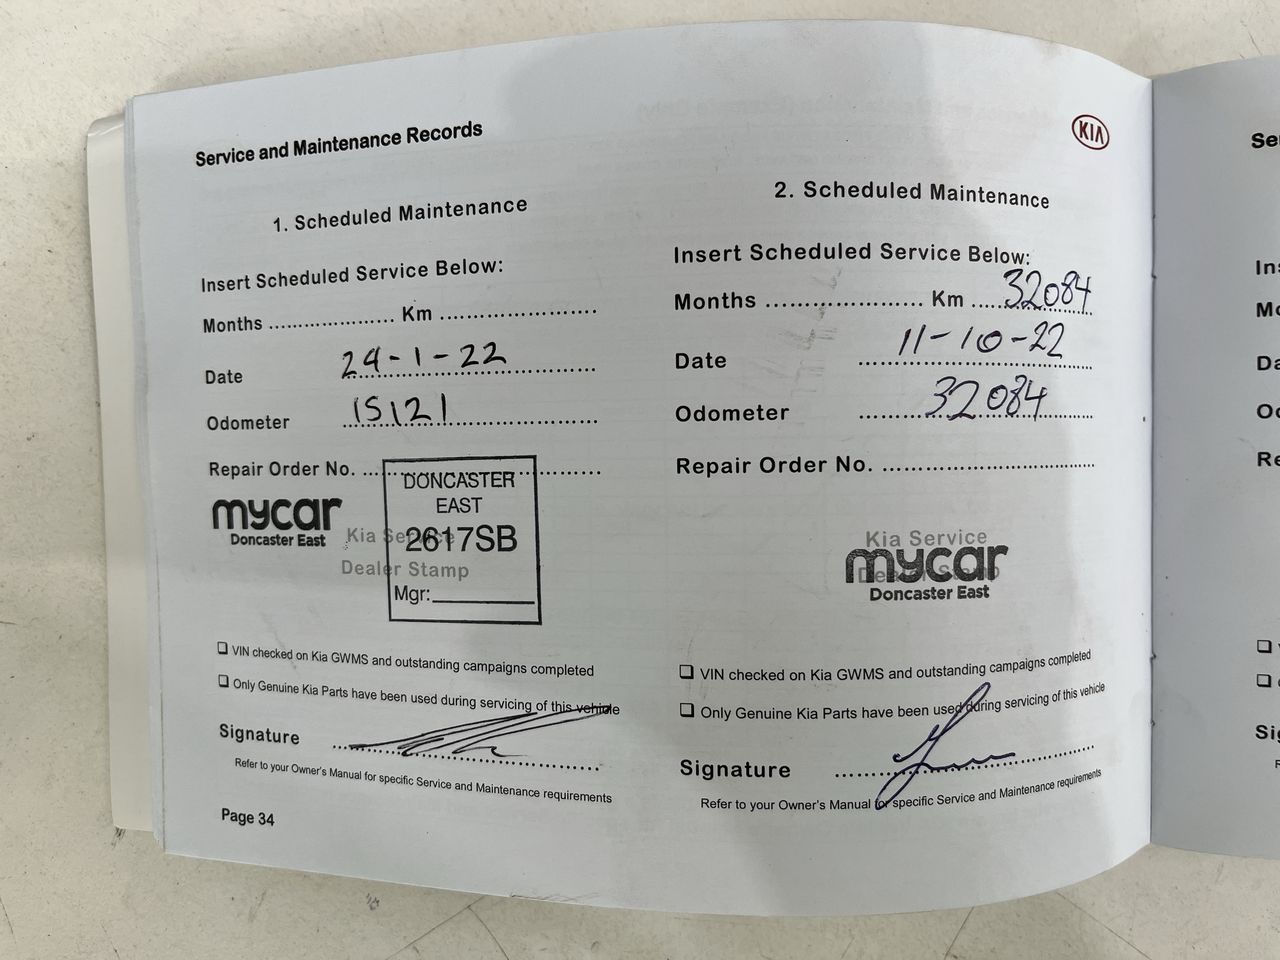 Service and Maintenance Records
KIA
1. Scheduled Maintenance
Insert Scheduled Service Below:
Months .................... Km .........................
Date 24-1-22
Odometer 15121
Repair Order No. ...................................
mycar
Doncaster East
Kia Service
Dealer Stamp
DONCASTER
EAST
2617SB
Mgr:
❏ VIN checked on Kia GWMS and outstanding campaigns completed
❏ Only Genuine Kia Parts have been used during servicing of this vehicle
Signature
Refer to your Owner's Manual for specific Service and Maintenance requirements
Page 34
2. Scheduled Maintenance
Insert Scheduled Service Below:
Months ......................... Km 32084
Date 11-10-22
Odometer 32084
Repair Order No. ...................................
Kia Service
Dealer Stamp
mycar
Doncaster East
❏ VIN checked on Kia GWMS and outstanding campaigns completed
❏ Only Genuine Kia Parts have been used during servicing of this vehicle
Signature
Refer to your Owner's Manual for specific Service and Maintenance requirements